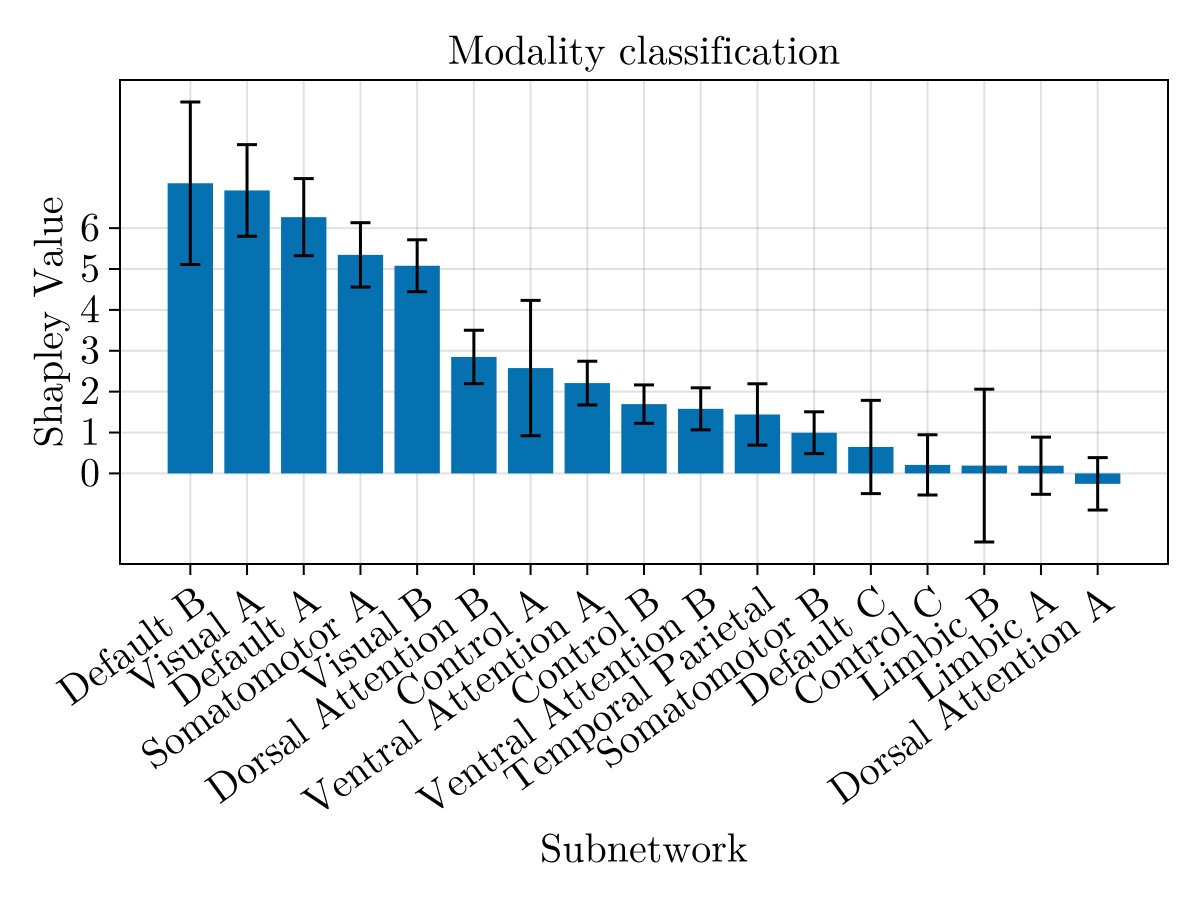 Modality classification
Shapley Value
6
5
4
3
2
1
0
Default B
Visual A
Default A
Somatomotor A
Visual B
Dorsal Attention B
Control A
Ventral Attention A
Control B
Ventral Attention B
Temporal Parietal
Somatomotor B
Default C
Control C
Limbic B
Limbic A
Dorsal Attention A
Subnetwork